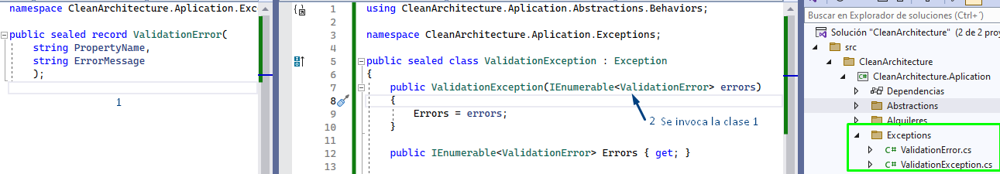 namespace CleanArchitecture.Aplication.Exc
public sealed record ValidationError(
string PropertyName,
string ErrorMessage
);
1
1 using CleanArchitecture.Aplication.Abstractions.Behaviors;
2
3 namespace CleanArchitecture.Aplication.Exceptions;
4
5 public sealed class ValidationException : Exception
6 {
7 public ValidationException(IEnumerable<ValidationError> errors)
8 {
9 Errors = errors;
10 }
11
12 public IEnumerable<ValidationError> Errors { get; }
13
2 Se invoca la clase 1
Buscar en Explorador de soluciones (Ctrl+´)
Solución "CleanArchitecture" (2 de 2 proy
src
CleanArchitecture
C# CleanArchitecture.Aplication
Dependencias
Abstractions
Alquileres
Exceptions
C# ValidationError.cs
C# ValidationException.cs